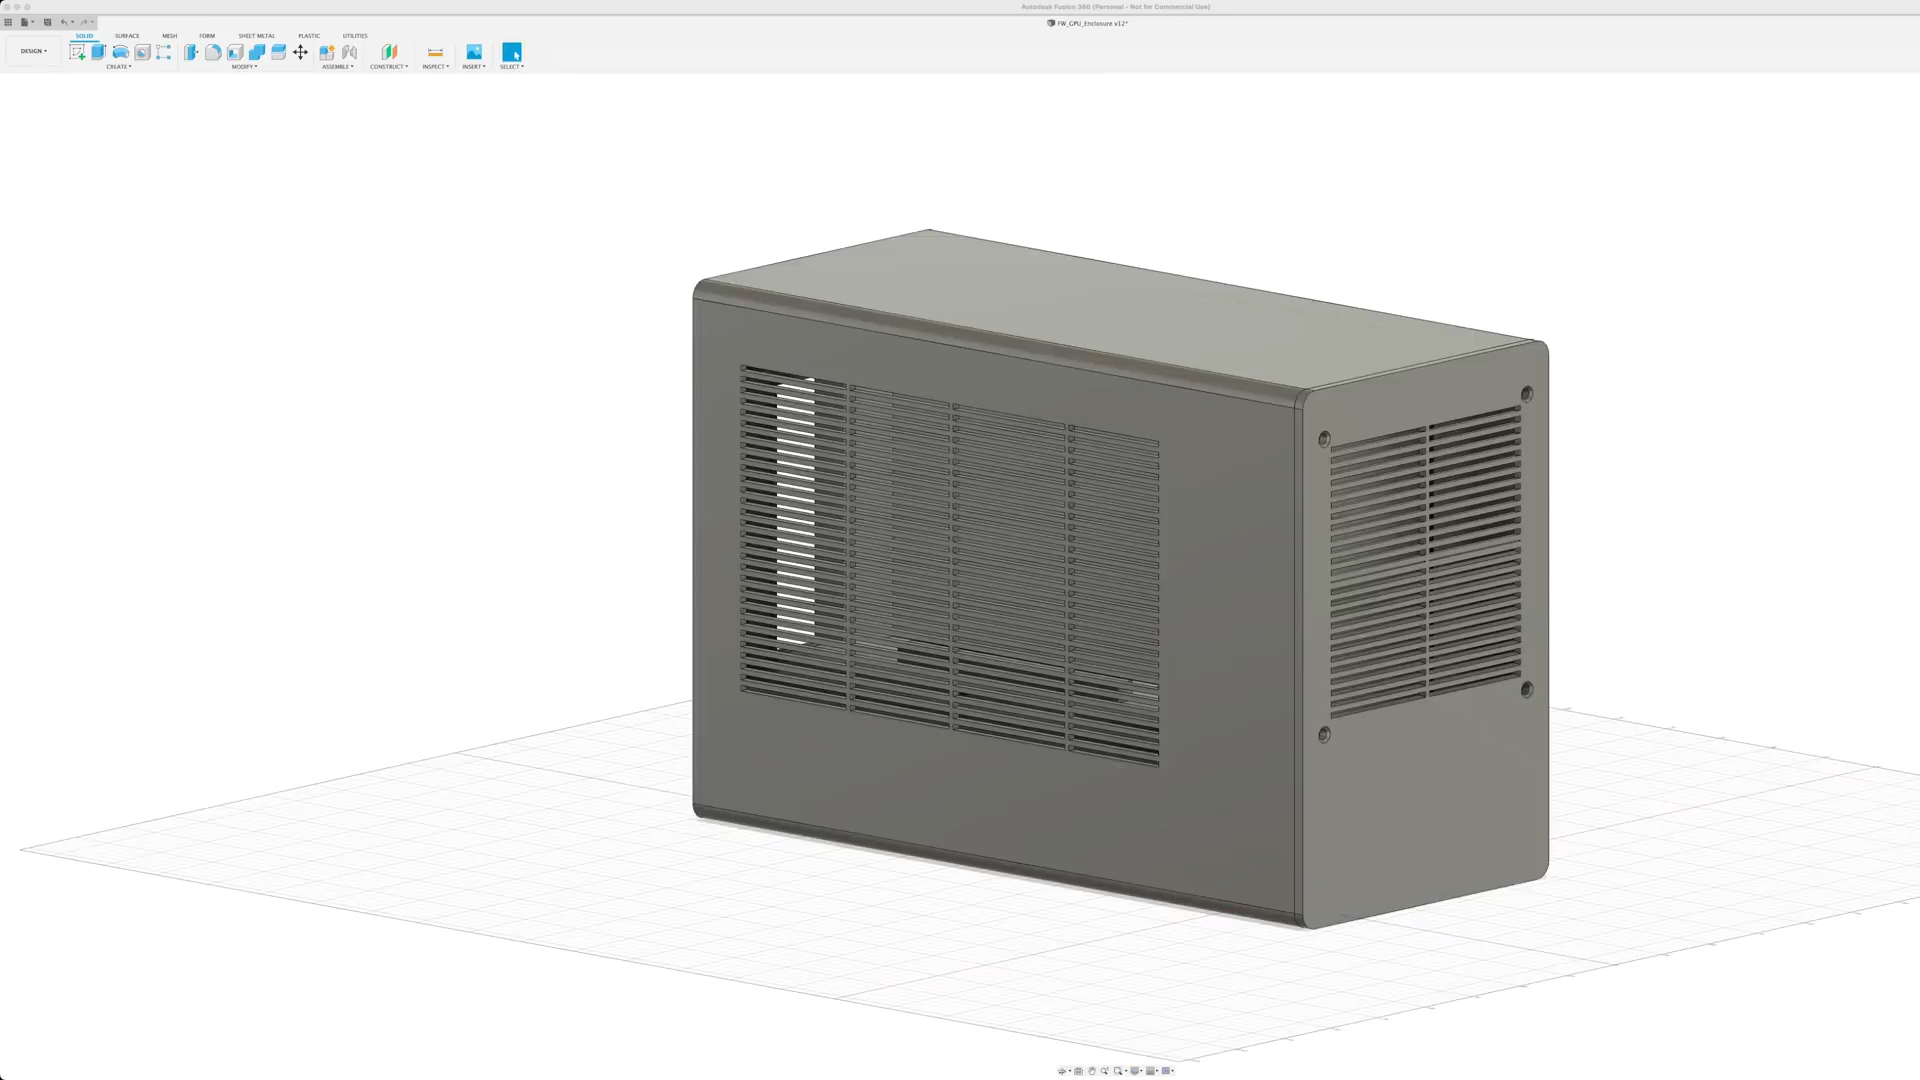 Autodesk Fusion 360 (Personal - Not for Commercial Use)
FW_GPU_Enclosure v12*
SOLID SURFACE MESH FORM SHEET METAL PLASTIC UTILITIES
DESIGN
CREATE MODIFY ASSEMBLE CONSTRUCT INSPECT INSERT SELECT